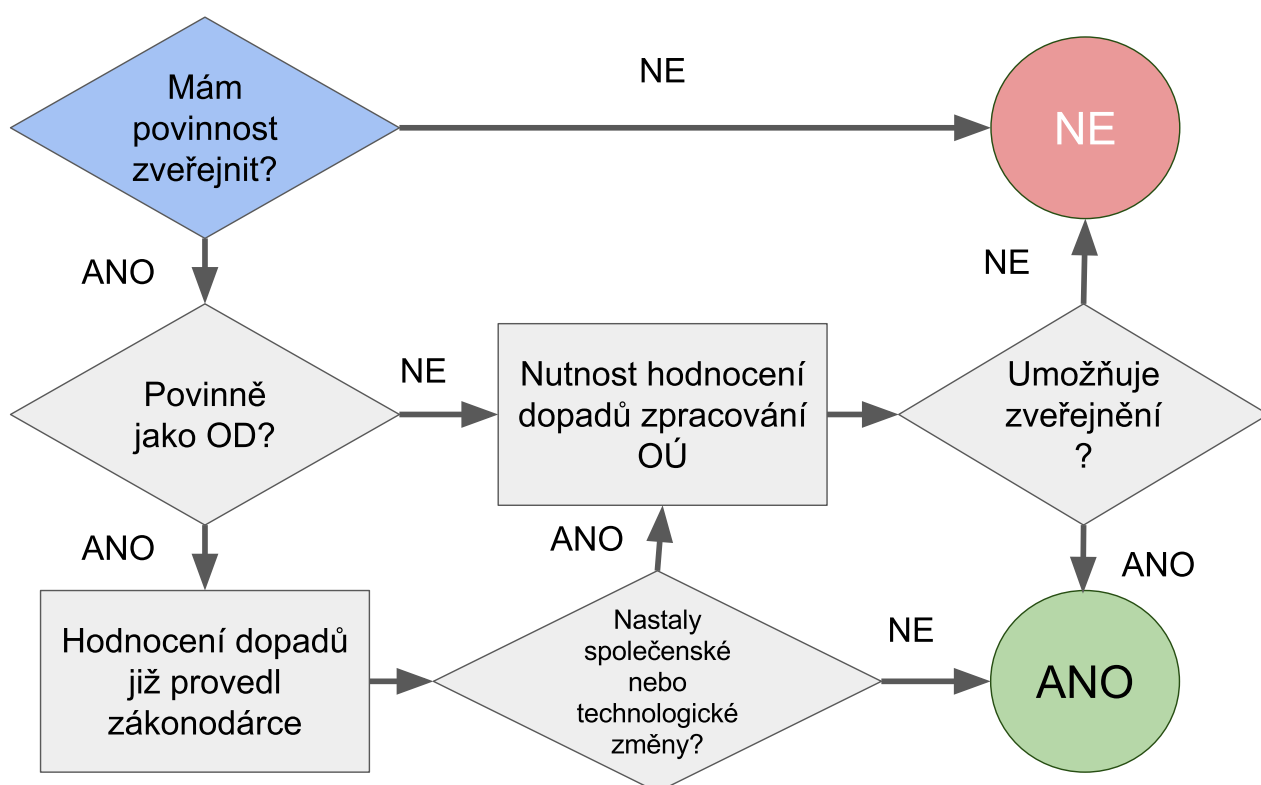 Mám
povinnost
zveřejnit?
NE
NE
ANO
NE
Povinně
jako OD?
NE
Nutnost hodnocení
dopadů zpracování
OÚ
Umožňuje
zveřejnění
?
ANO
ANO
ANO
Hodnocení dopadů
již provedl
zákonodárce
Nastaly
společenské
nebo
technologické
změny?
NE
ANO